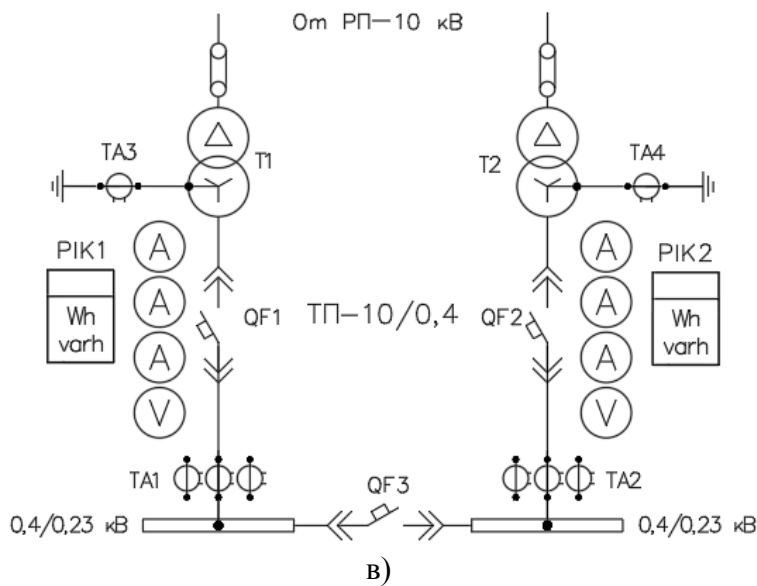 От РП-10 кВ
TA3
T1
T2
TA4
PIK1
A
A
PIK2
Wh
varh
A
QF1
ТП-10/0,4
QF2
A
Wh
varh
A
A
V
V
TA1
QF3
TA2
0,4/0,23 кВ
0,4/0,23 кВ
в)